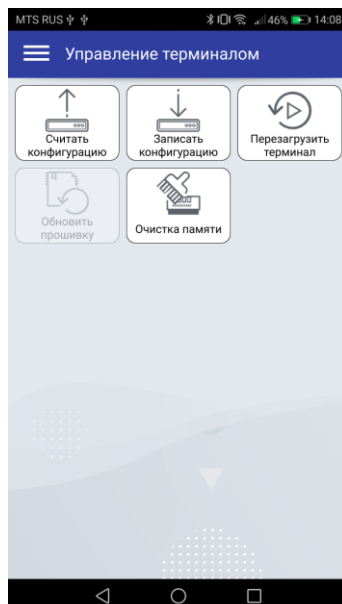 MTS RUS 46% 14:08
Управление терминалом
Считать
конфигурацию
Записать
конфигурацию
Перезагрузить
терминал
Обновить
прошивку
Очистка памяти